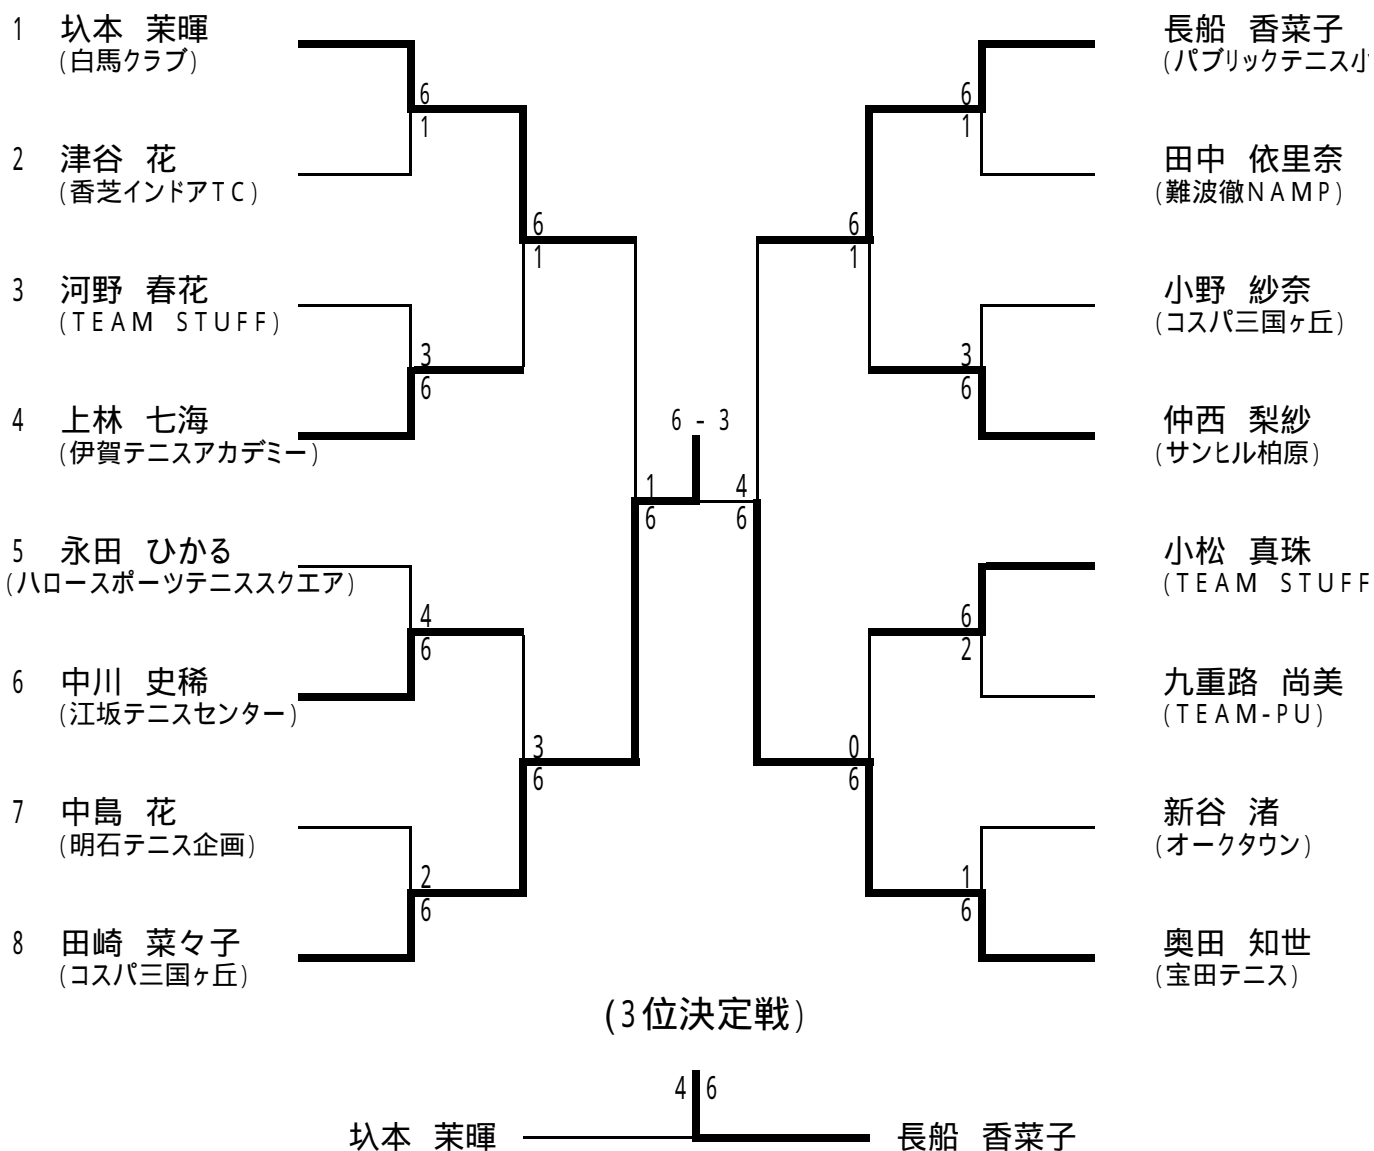 1 圦本 茉暉
(白馬クラブ)
2 津谷 花
(香芝インドアTC)
3 河野 春花
(TEAM STUFF)
4 上林 七海
(伊賀テニスアカデミー)
5 永田 ひかる
(ハロースポーツテニススクエア)
6 中川 史稀
(江坂テニスセンター)
7 中島 花
(明石テニス企画)
8 田崎 菜々子
(コスパ三国ヶ丘)
6
1
3
6
4
6
2
6
6
1
3
6
1
6
6 - 3
4
6
6
1
0
6
6
1
3
6
6
2
1
6
長船 香菜子
(パブリックテニス小
田中 依里奈
(難波徹NAMP)
小野 紗奈
(コスパ三国ヶ丘)
仲西 梨紗
(サンヒル柏原)
小松 真珠
(TEAM STUFF
九重路 尚美
(TEAM-PU)
新谷 渚
(オークタウン)
奥田 知世
(宝田テニス)
(3位決定戦)
4 6
圦本 茉暉 長船 香菜子